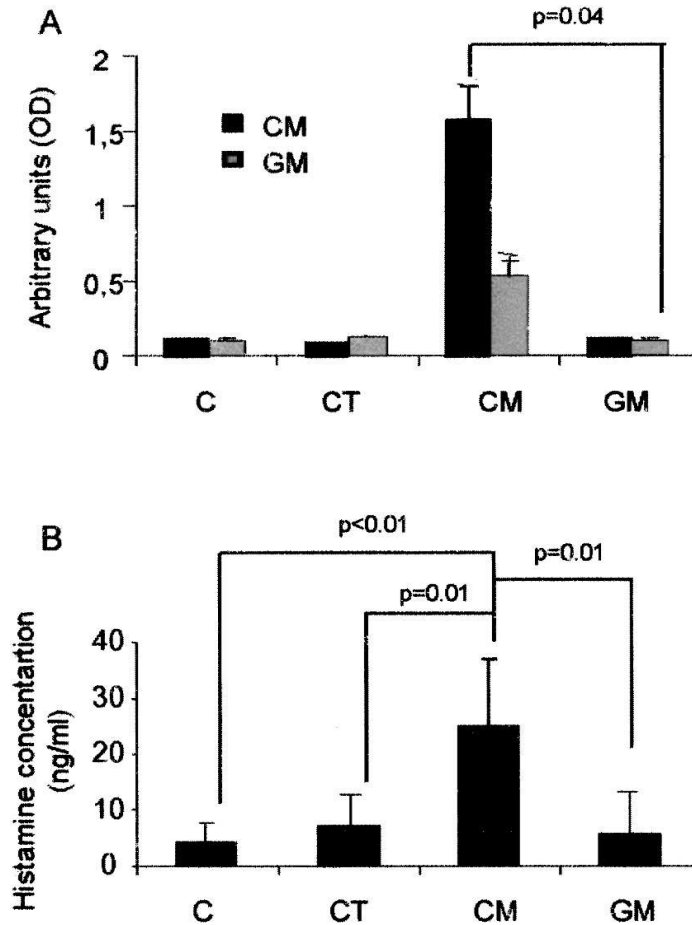 A
p=0.04
Arbitrary units (OD)
2
1,5
1
0,5
0
CM
GM
C CT CM GM
B
p<0.01
p=0.01
p=0.01
Histamine concentartion
(ng/ml)
40
30
20
10
0
C CT CM GM